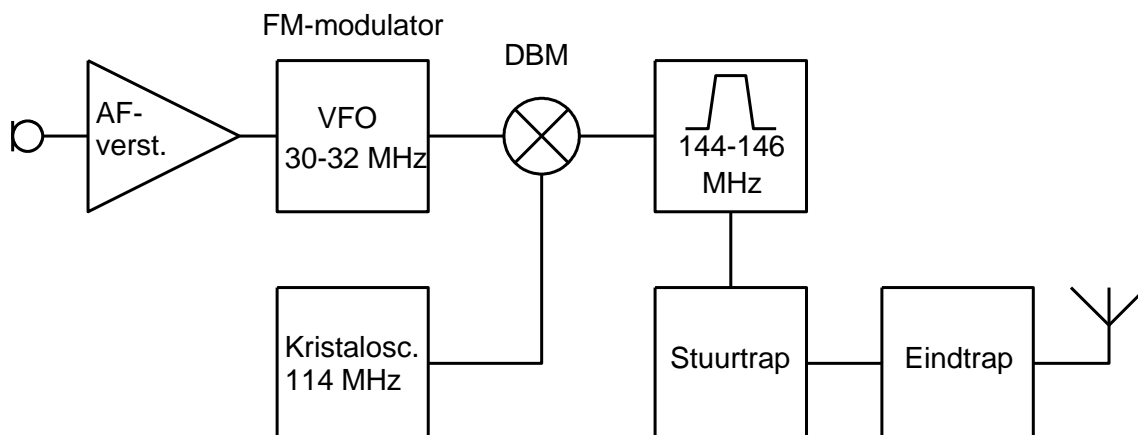 FM-modulator
DBM
AF-
verst.
VFO
30-32 MHz
144-146
MHz
Kristalosc.
114 MHz
Stuurtrap
Eindtrap